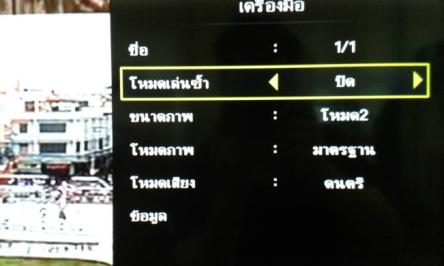 เครื่องมือ
ชื่อ : 1/1
โหมดเล่นซ้ำ ปิด
ขนาดภาพ : โหมด2
โหมดภาพ : มาตรฐาน
โหมดเสียง : ดนตรี
ข้อมูล